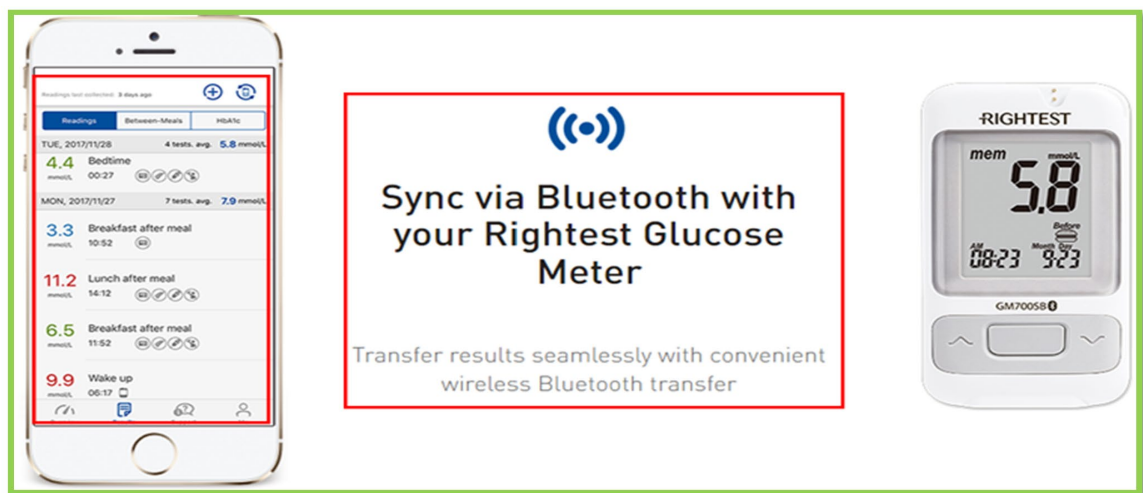 Readings last collected: 3 days ago
Readings Between-Meals HbA1c
TUE, 2017/11/28 4 tests. avg. 5.8 mmol/L
4.4 Bedtime
mmol/L 00:27
MON, 2017/11/27 7 tests. avg. 7.9 mmol/L
3.3 Breakfast after meal
mmol/L 10:52
11.2 Lunch after meal
mmol/L 14:12
6.5 Breakfast after meal
mmol/L 11:52
9.9 Wake up
mmol/L 06:17
Sync via Bluetooth with
your Rightest Glucose
Meter
Transfer results seamlessly with convenient
wireless Bluetooth transfer
RIGHTEST
mem mmol/L
5.8
Before
AM Month Day
08:23 9-23
GM700SB